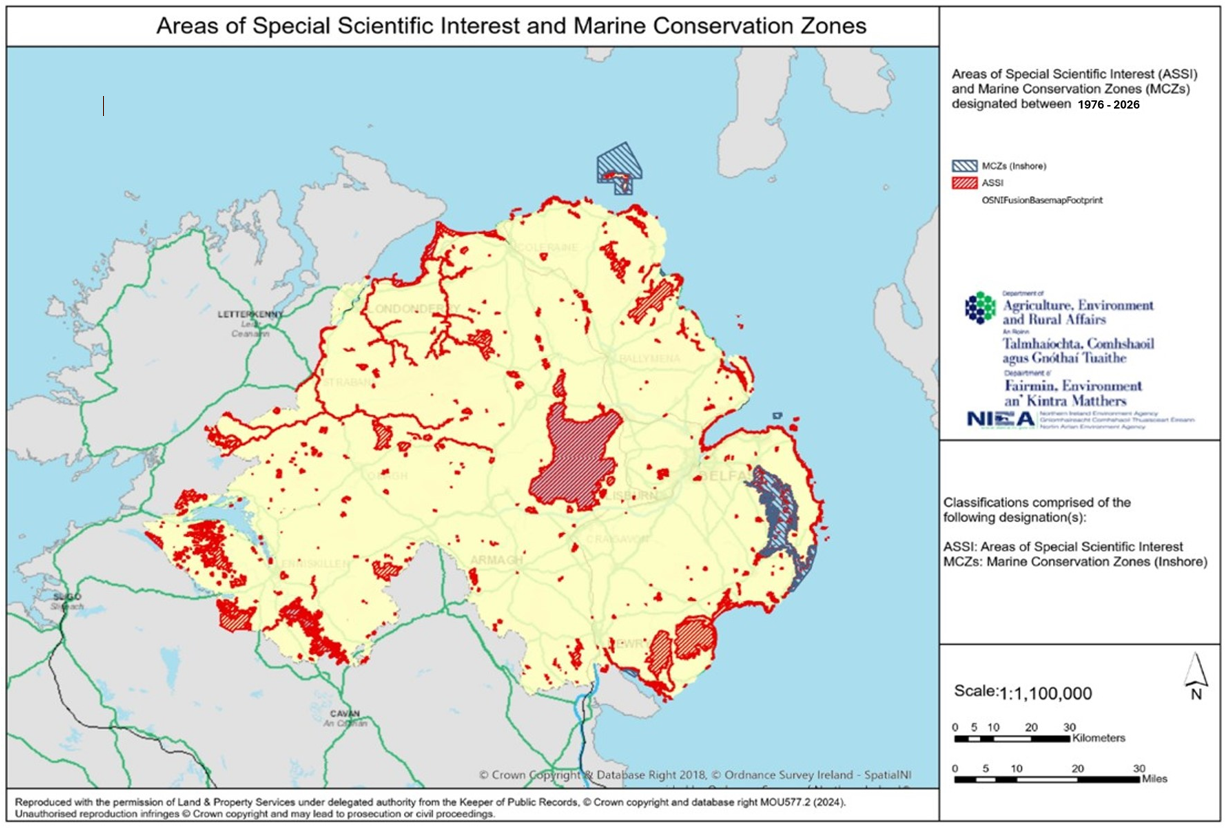 Areas of Special Scientific Interest and Marine Conservation Zones
Areas of Special Scientific Interest (ASSI)
and Marine Conservation Zones (MCZs)
designated between 1976 - 2026
MCZs (Inshore)
ASSI
OSNIFusionBasemapFootprint
COLERAINE
LONDONDERRY
LETTERKENNY
Leitir
Ceanainn
BALLYMENA
STRABANE
OMAGH
BELFAST
LISBURN
CRAIGAVON
ARMAGH
ENNISKILLEN
SLIGO
Sligeach
NEWRY
CAVAN
An Cabhán
Department of
Agriculture, Environment
and Rural Affairs
An Roinn
Talmhaíochta, Comhshaoil
agus Gnóthaí Tuaithe
Depairtment o'
Fairmin, Environment
an' Kintra Matthers
NIEA
Northern Ireland Environment Agency
Norlin Airlan Environment Agency
Classifications comprised of the
following designation(s):
ASSI: Areas of Special Scientific Interest
MCZs: Marine Conservation Zones (Inshore)
Scale:1:1,100,000
N
0 5 10 20 30
Kilometers
0 5 10 20 30
Miles
© Crown Copyright & Database Right 2018, © Ordnance Survey Ireland - SpatialNI
Reproduced with the permission of Land & Property Services under delegated authority from the Keeper of Public Records, © Crown copyright and database right MOU577.2 (2024).
Unauthorised reproduction infringes © Crown copyright and may lead to prosecution or civil proceedings.